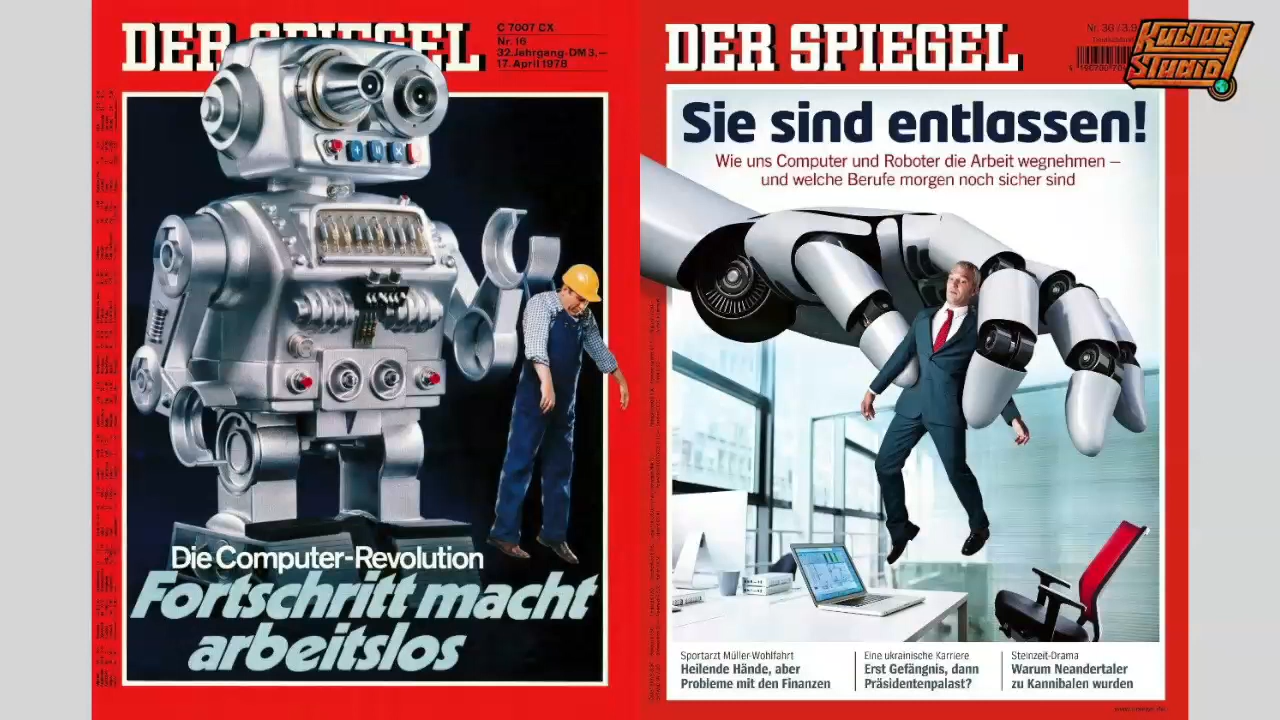 DER SPIEGEL
C 7007 CX
Nr. 16
32. Jahrgang · DM 3,–
17. April 1978
Die Computer-Revolution
Fortschritt macht
arbeitslos
DER SPIEGEL
KULTUR
STUDIO!
Sie sind entlassen!
Wie uns Computer und Roboter die Arbeit wegnehmen –
und welche Berufe morgen noch sicher sind
Sportarzt Müller-Wohlfahrt
Heilende Hände, aber
Probleme mit den Finanzen
Eine ukrainische Karriere
Erst Gefängnis, dann
Präsidentenpalast?
Steinzeit-Drama
Warum Neandertaler
zu Kannibalen wurden